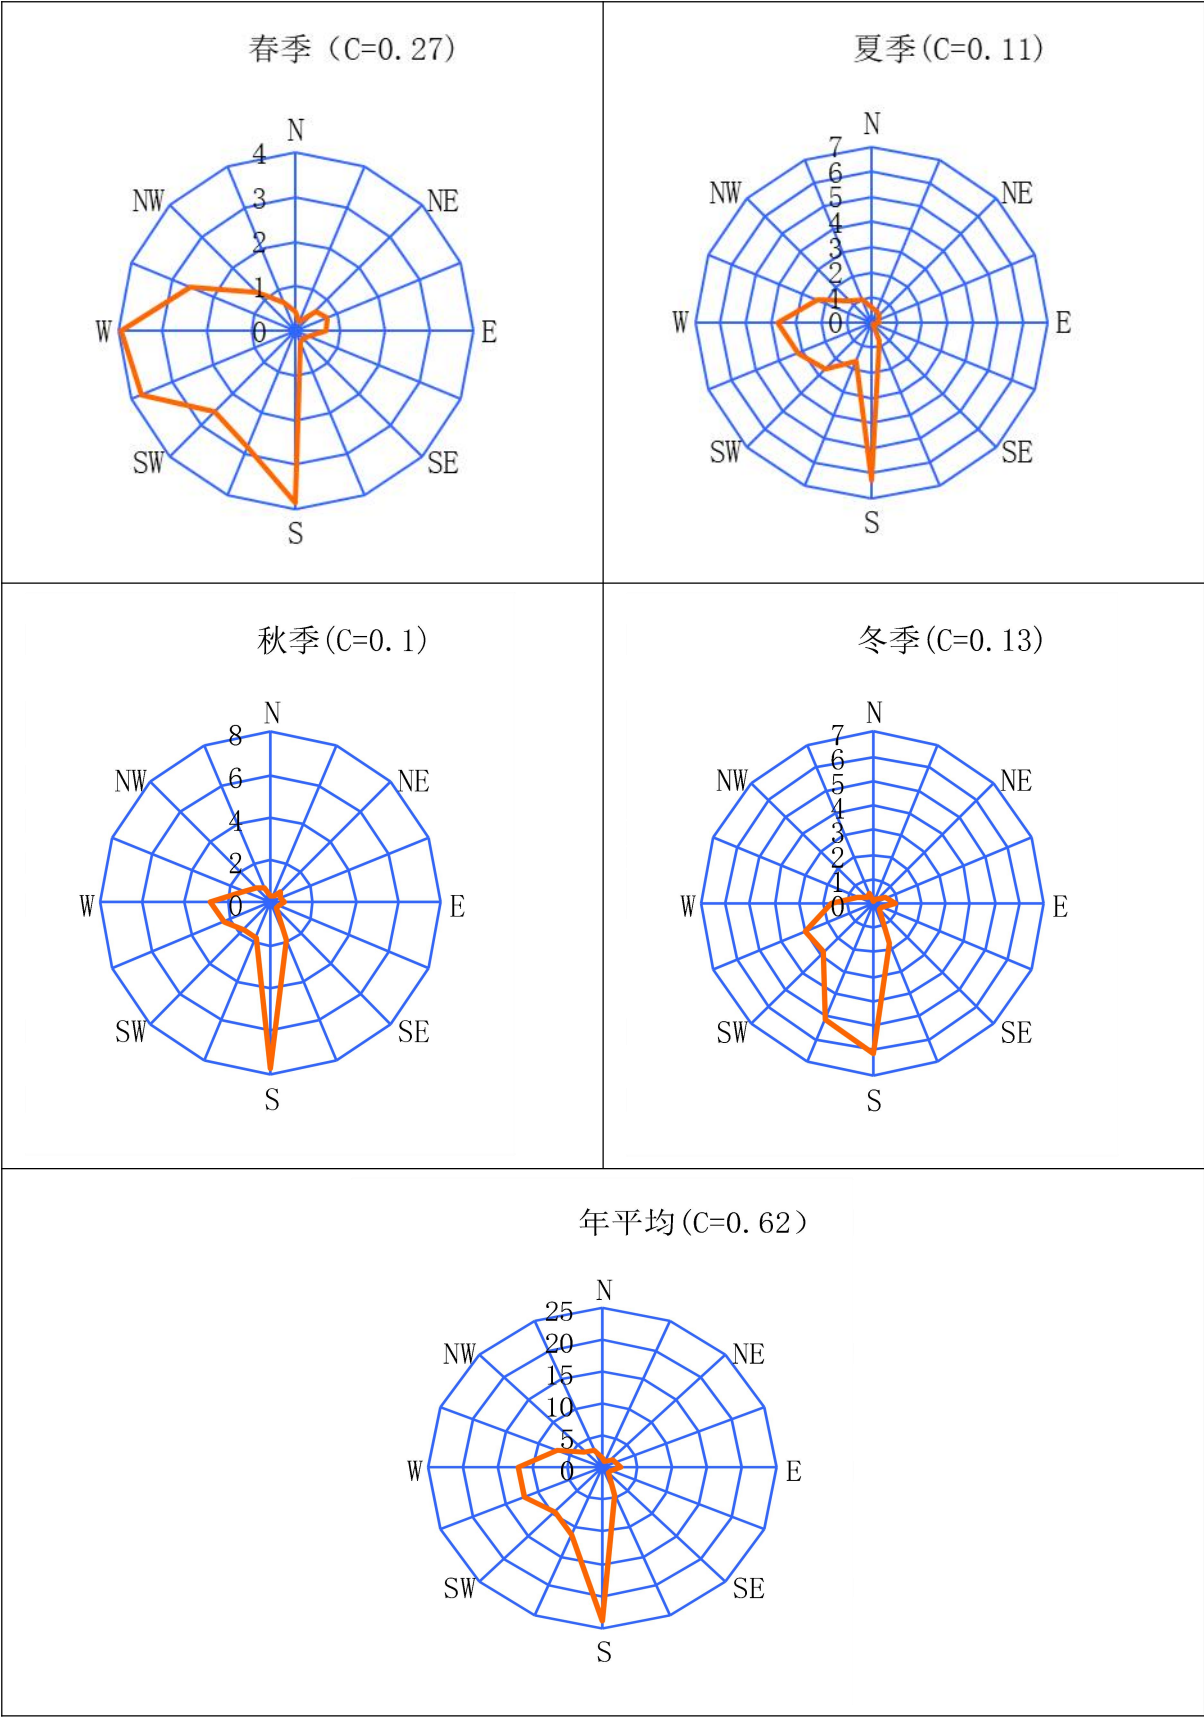 春季（C=0.27)
N
4
NW
NE
3
2
1
W
0
E
SW
SE
S
夏季(C=0.11)
N
7
6
NW
NE
5
4
3
2
1
W
0
E
SW
SE
S
秋季(C=0.1)
N
8
NW
6
NE
4
2
W
0
E
SW
SE
S
冬季(C=0.13)
N
7
6
NW
NE
5
4
3
2
1
W
0
E
SW
SE
S
年平均(C=0.62）
N
25
20
NW
NE
15
10
5
W
0
E
SW
SE
S